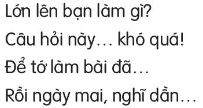 Lớn lên bạn làm gì?
Câu hỏi này... khó quá!
Để tớ làm bài đã...
Rồi ngày mai, nghĩ dần...